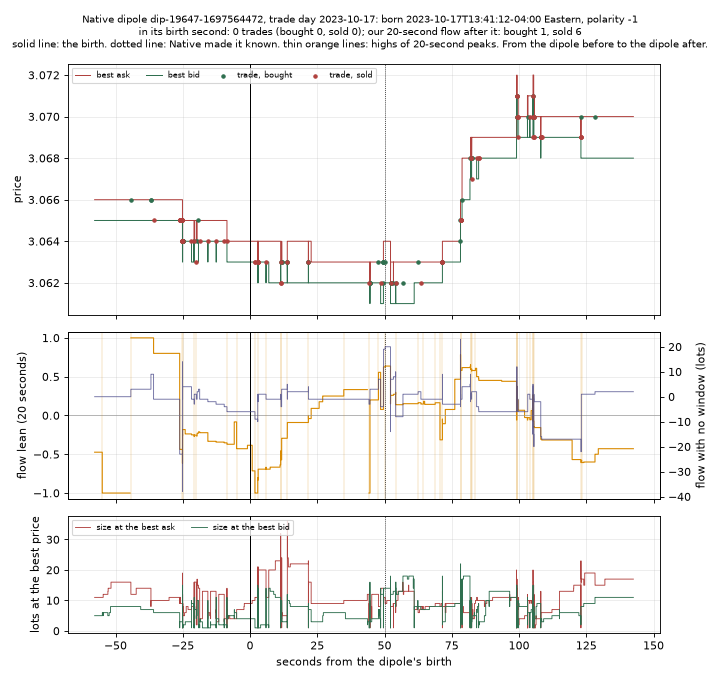 Native dipole dip-19647-1697564472, trade day 2023-10-17: born 2023-10-17T13:41:12-04:00 Eastern, polarity -1
in its birth second: 0 trades (bought 0, sold 0); our 20-second flow after it: bought 1, sold 6
solid line: the birth. dotted line: Native made it known. thin orange lines: highs of 20-second peaks. From the dipole before to the dipole after.
best ask
best bid
trade, bought
trade, sold
3.072
3.070
3.068
3.066
3.064
3.062
price
1.0
0.5
0.0
−0.5
−1.0
flow lean (20 seconds)
20
10
0
−10
−20
−30
−40
flow with no window (lots)
size at the best ask
size at the best bid
30
20
10
0
lots at the best price
−50
−25
0
25
50
75
100
125
150
seconds from the dipole's birth